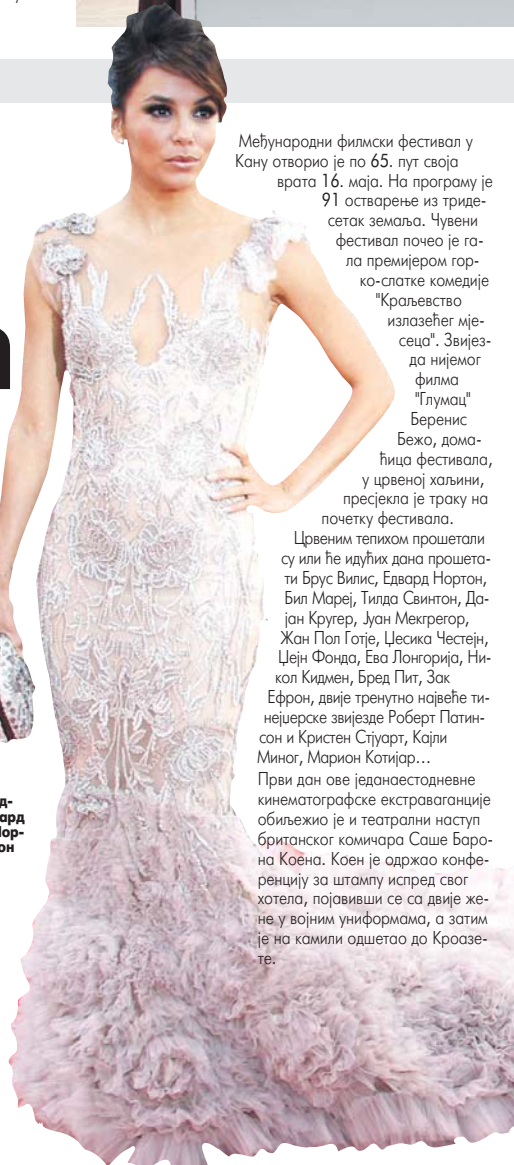 Међународни филмски фестивал у
Кану отворио је по 65. пут своја
врата 16. маја. На програму је
91 остварење из триде-
сетак земаља. Чувени
фестивал почео је га-
ла премијером гор-
ко-слатке комедије
"Краљевство
излазећег мје-
сеца". Звијез-
да нијемог
филма
"Глумац"
Беренис
Бежо, дома-
ћица фестивала,
у црвеној хаљини,
пресјекла је траку на
почетку фестивала.
Црвеним тепихом прошетали
су или ће идућих дана прошета-
ти Брус Вилис, Едвард Нортон,
Бил Мареј, Тилда Свинтон, Да-
јан Кругер, Јуан Мекгрегор,
Жан Пол Готје, Џесика Честејн,
Џејн Фонда, Ева Лонгорија, Ни-
кол Кидмен, Бред Пит, Зак
Ефрон, двије тренутно највеће ти-
нејџерске звијезде Роберт Патин-
сон и Кристен Стјуарт, Кајли
Миног, Марион Котијар...
Први дан ове једанаестодневне
кинематографске екстраваганције
обиљежио је и театрални наступ
британског комичара Саше Баро-
на Коена. Коен је одржао конфе-
ренцију за штампу испред свог
хотела, појавивши се са двије же-
не у војним униформама, а затим
је на камили одшетао до Кроазе-
те.